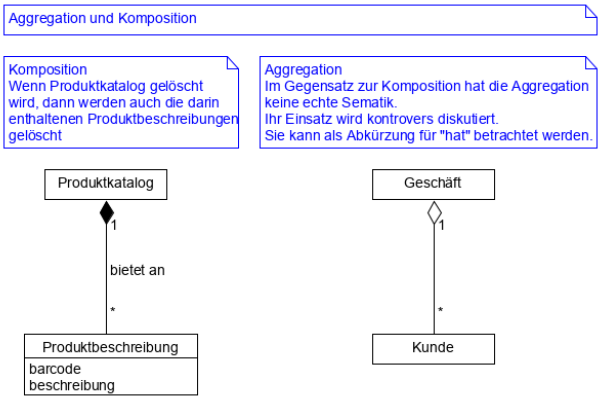 Aggregation und Komposition
Komposition
Wenn Produktkatalog gelöscht
wird, dann werden auch die darin
enthaltenen Produktbeschreibungen
gelöscht
Aggregation
Im Gegensatz zur Komposition hat die Aggregation
keine echte Sematik.
Ihr Einsatz wird kontrovers diskutiert.
Sie kann als Abkürzung für "hat" betrachtet werden.
Produktkatalog
1
bietet an
*
Produktbeschreibung
barcode
beschreibung
Geschäft
1
*
Kunde